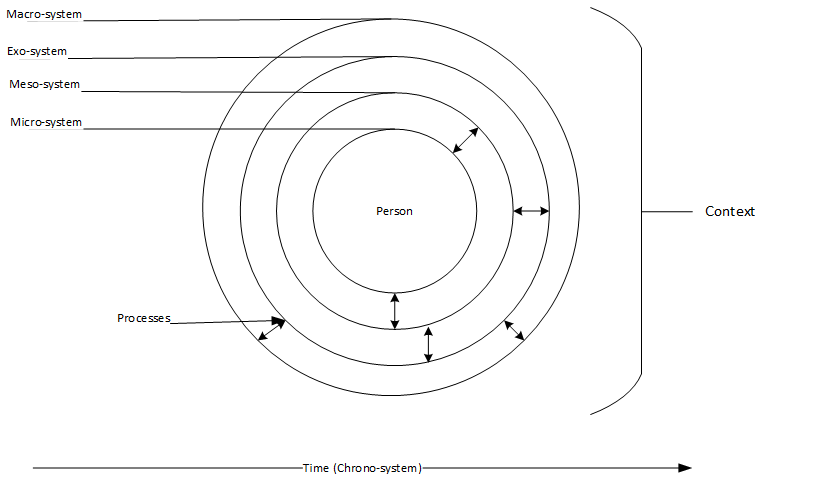 Macro-system
Exo-system
Meso-system
Micro-system
Person
Context
Processes
Time (Chrono-system)